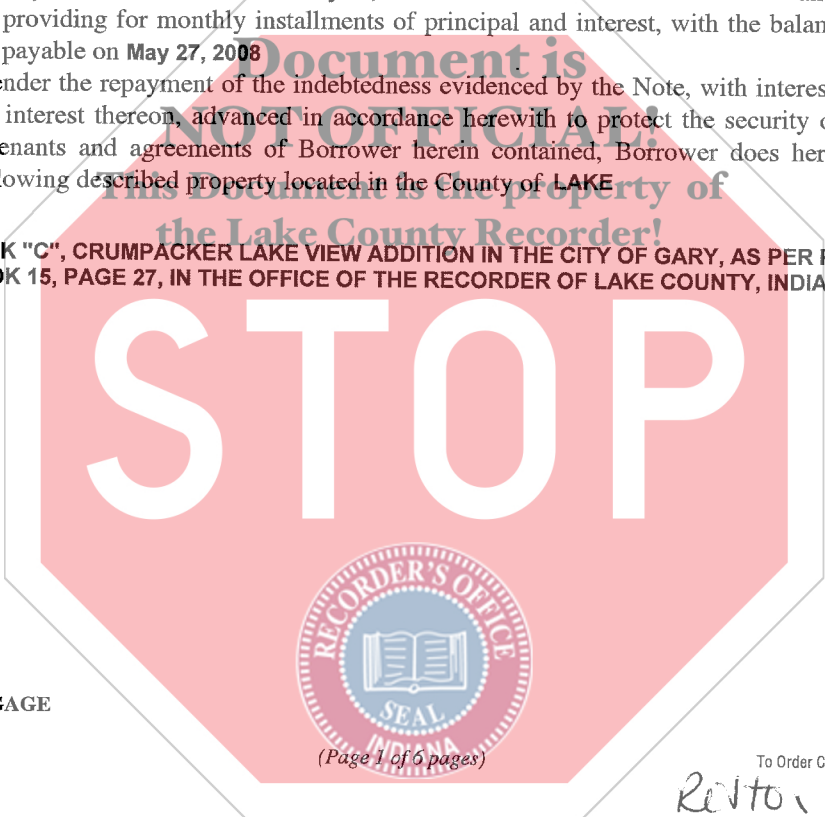 providing for monthly installments of principal and interest, with the balan
payable on May 27, 2008
Document is
nder the repayment of the indebtedness evidenced by the Note, with interes
NOT OFFICIAL!
interest thereon, advanced in accordance herewith to protect the security o
enants and agreements of Borrower herein contained, Borrower does her
lowing described property located in the County of LAKE
This Document is the property of
the Lake County Recorder!
K "C", CRUMPACKER LAKE VIEW ADDITION IN THE CITY OF GARY, AS PER P
OK 15, PAGE 27, IN THE OFFICE OF THE RECORDER OF LAKE COUNTY, INDIA
STOP
RECORDER'S OFFICE
SEAL
INDIANA
GAGE
(Page 1 of 6 pages)
To Order C